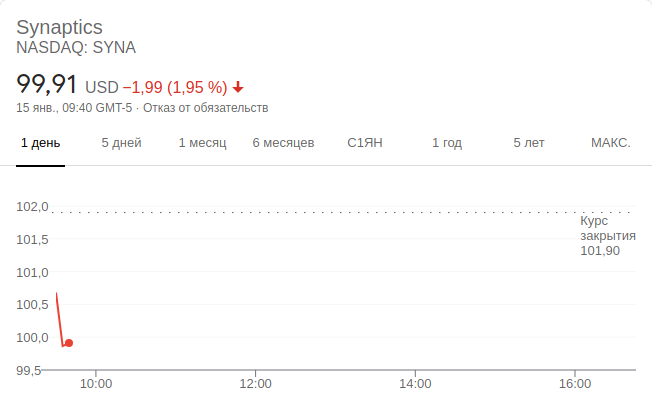 Synaptics
NASDAQ: SYNA
99,91 USD −1,99 (1,95 %)
15 янв., 09:40 GMT-5 · Отказ от обязательств
1 день 5 дней 1 месяц 6 месяцев С1ЯН 1 год 5 лет МАКС.
102,0
Курс
закрытия
101,90
101,5
101,0
100,5
100,0
99,5
10:00 12:00 14:00 16:00